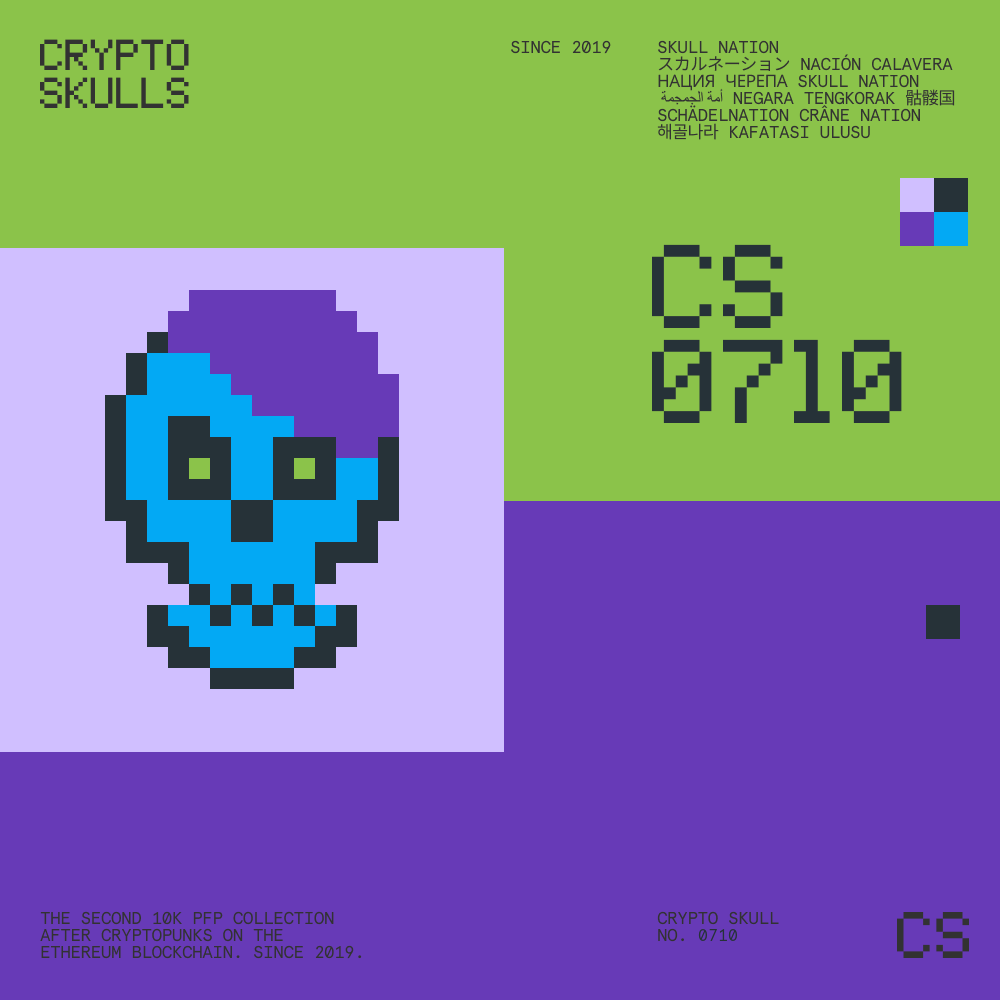 CRYPTO
SKULLS
SINCE 2019
SKULL NATION
スカルネーション NACIÓN CALAVERA
НАЦИЯ ЧЕРЕПА SKULL NATION
أمة الجمجمة NEGARA TENGKORAK 骷髅国
SCHÄDELNATION CRÂNE NATION
해골나라 KAFATASI ULUSU
CS
0710
THE SECOND 10K PFP COLLECTION
AFTER CRYPTOPUNKS ON THE
ETHEREUM BLOCKCHAIN. SINCE 2019.
CRYPTO SKULL
NO. 0710
CS